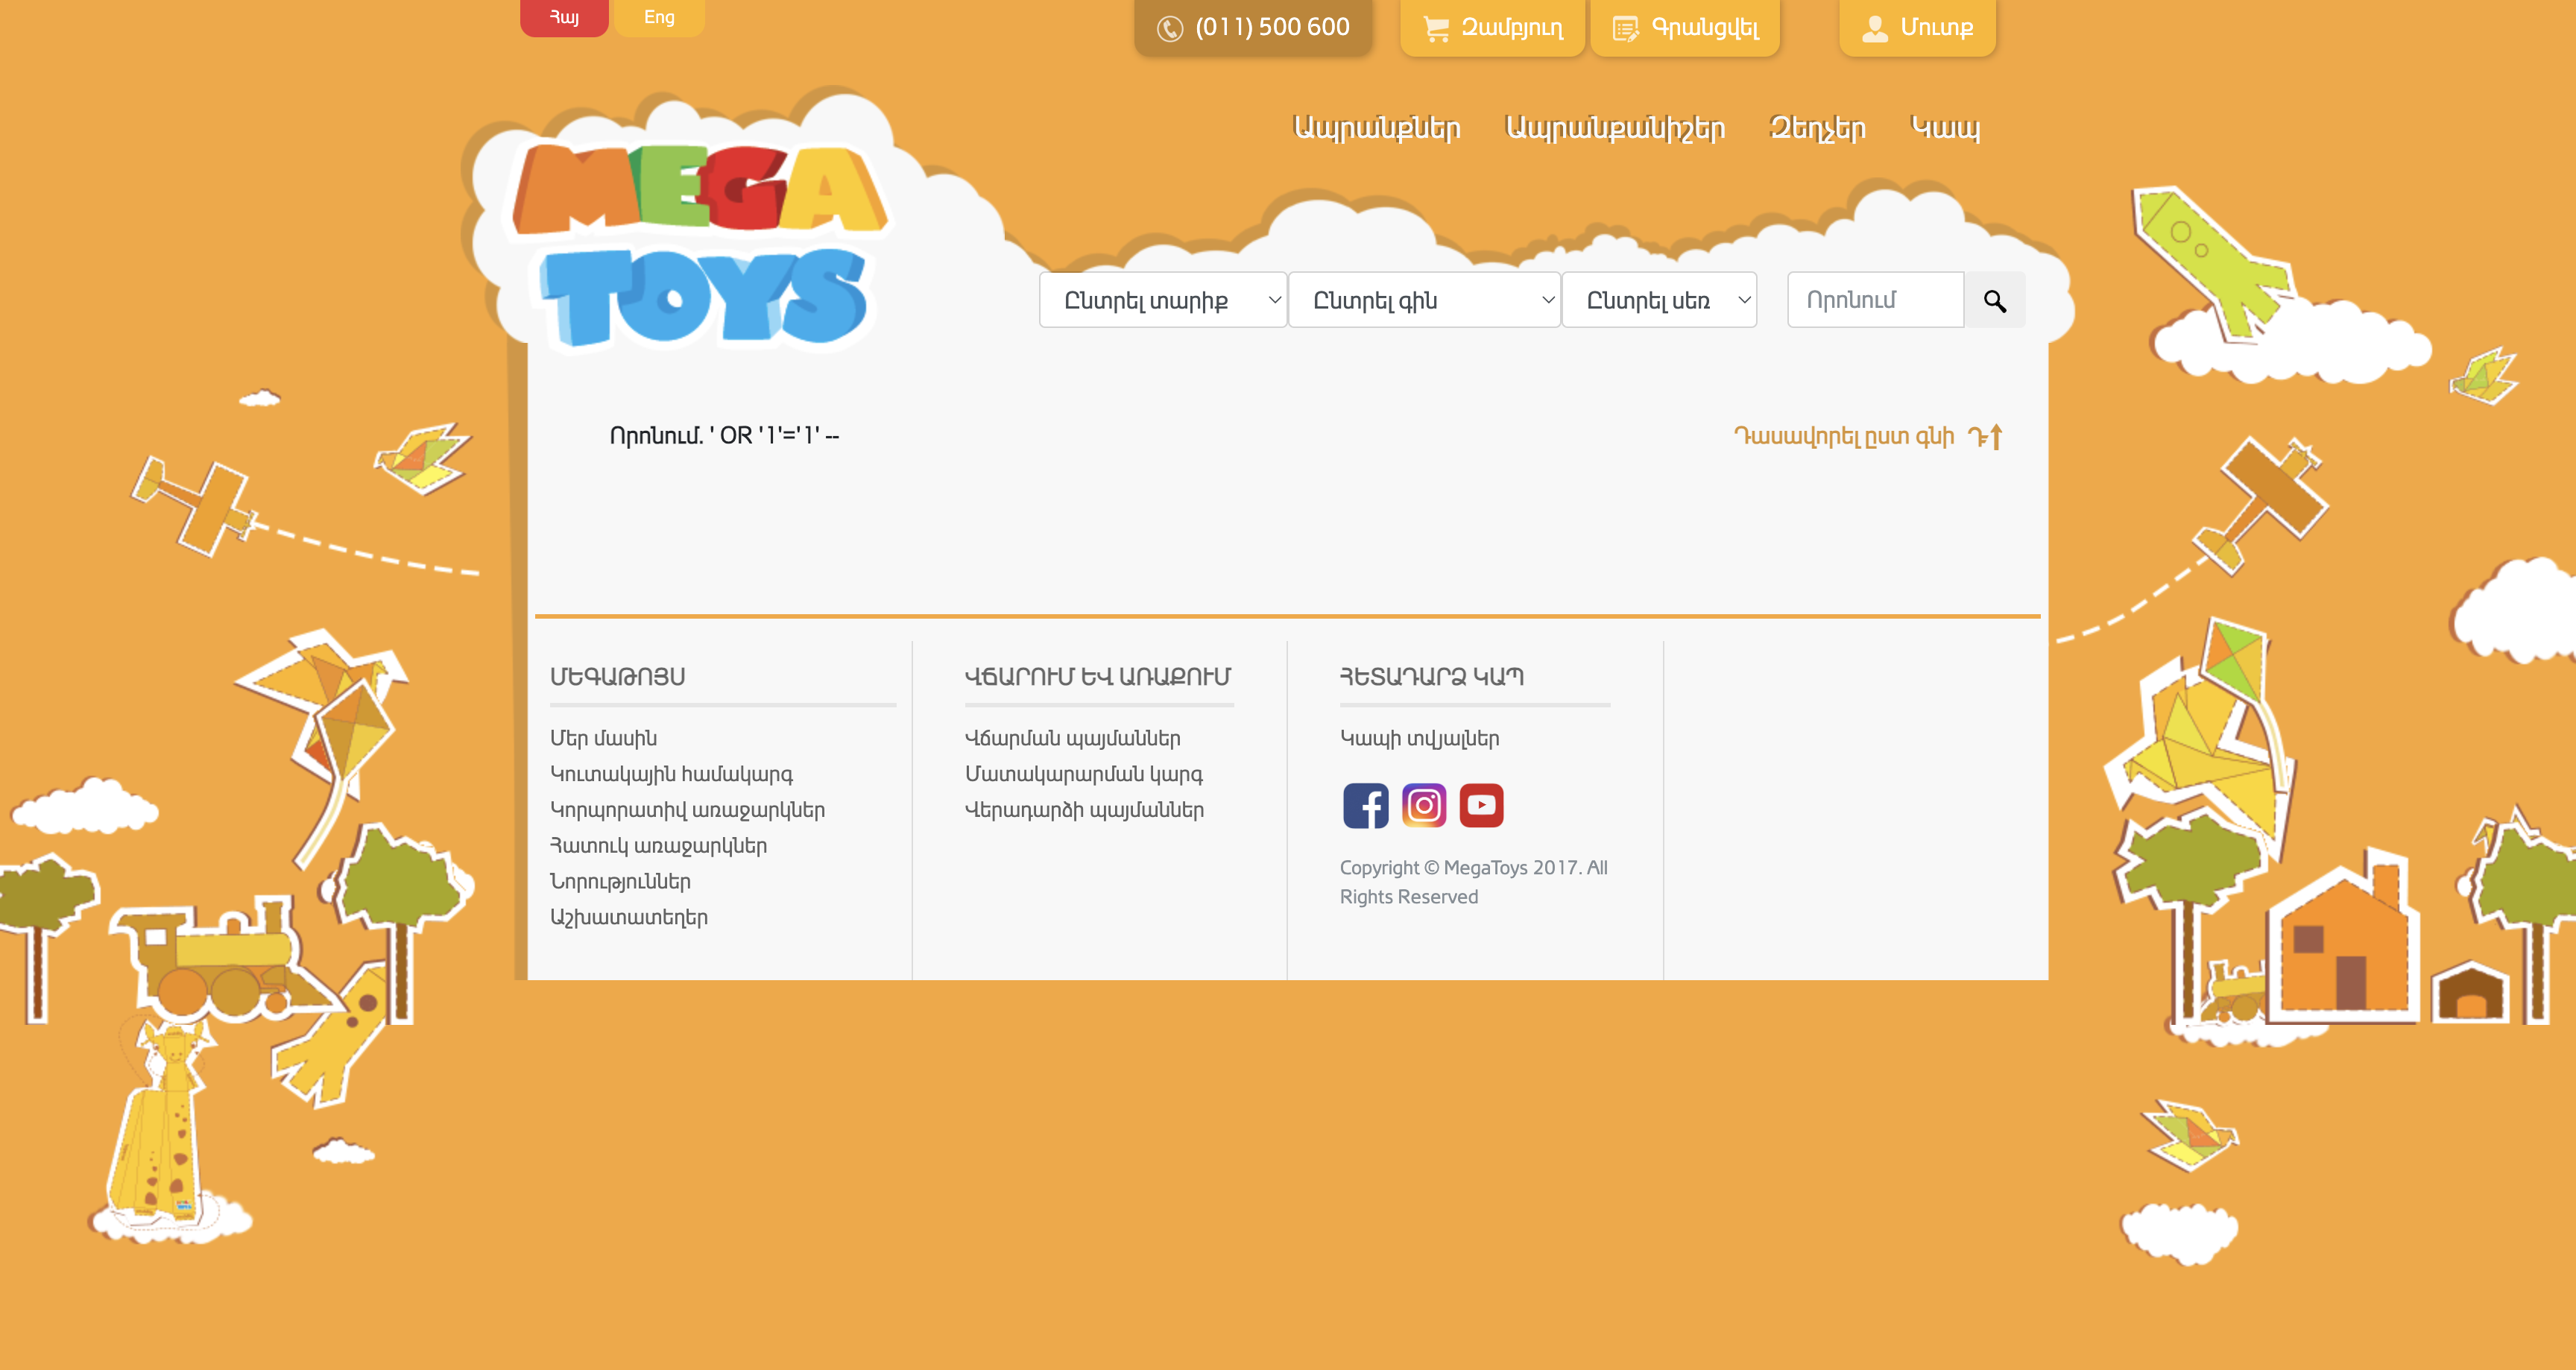 Հայ
Eng
(011) 500 600
Զամբյուղ
Գրանցվել
Մուտք
Ապրանքներ
Ապրանքանիշեր
Զեղչեր
Կապ
MEGA
TOYS
Ընտրել տարիք
Ընտրել գին
Ընտրել սեռ
Որոնում
Որոնում. ' OR '1'='1' --
Դասավորել ըստ գնի Դ
ՄԵԳԱԹՈՅՍ
Մեր մասին
Կուտակային համակարգ
Կորպորատիվ առաջարկներ
Հատուկ առաջարկներ
Նորություններ
Աշխատատեղեր
ՎՃԱՐՈՒՄ ԵՎ ԱՌԱՔՈՒՄ
Վճարման պայմաններ
Մատակարարման կարգ
Վերադարձի պայմաններ
ՀԵՏԱԴԱՐՁ ԿԱՊ
Կապի տվյալներ
Copyright © MegaToys 2017. All
Rights Reserved